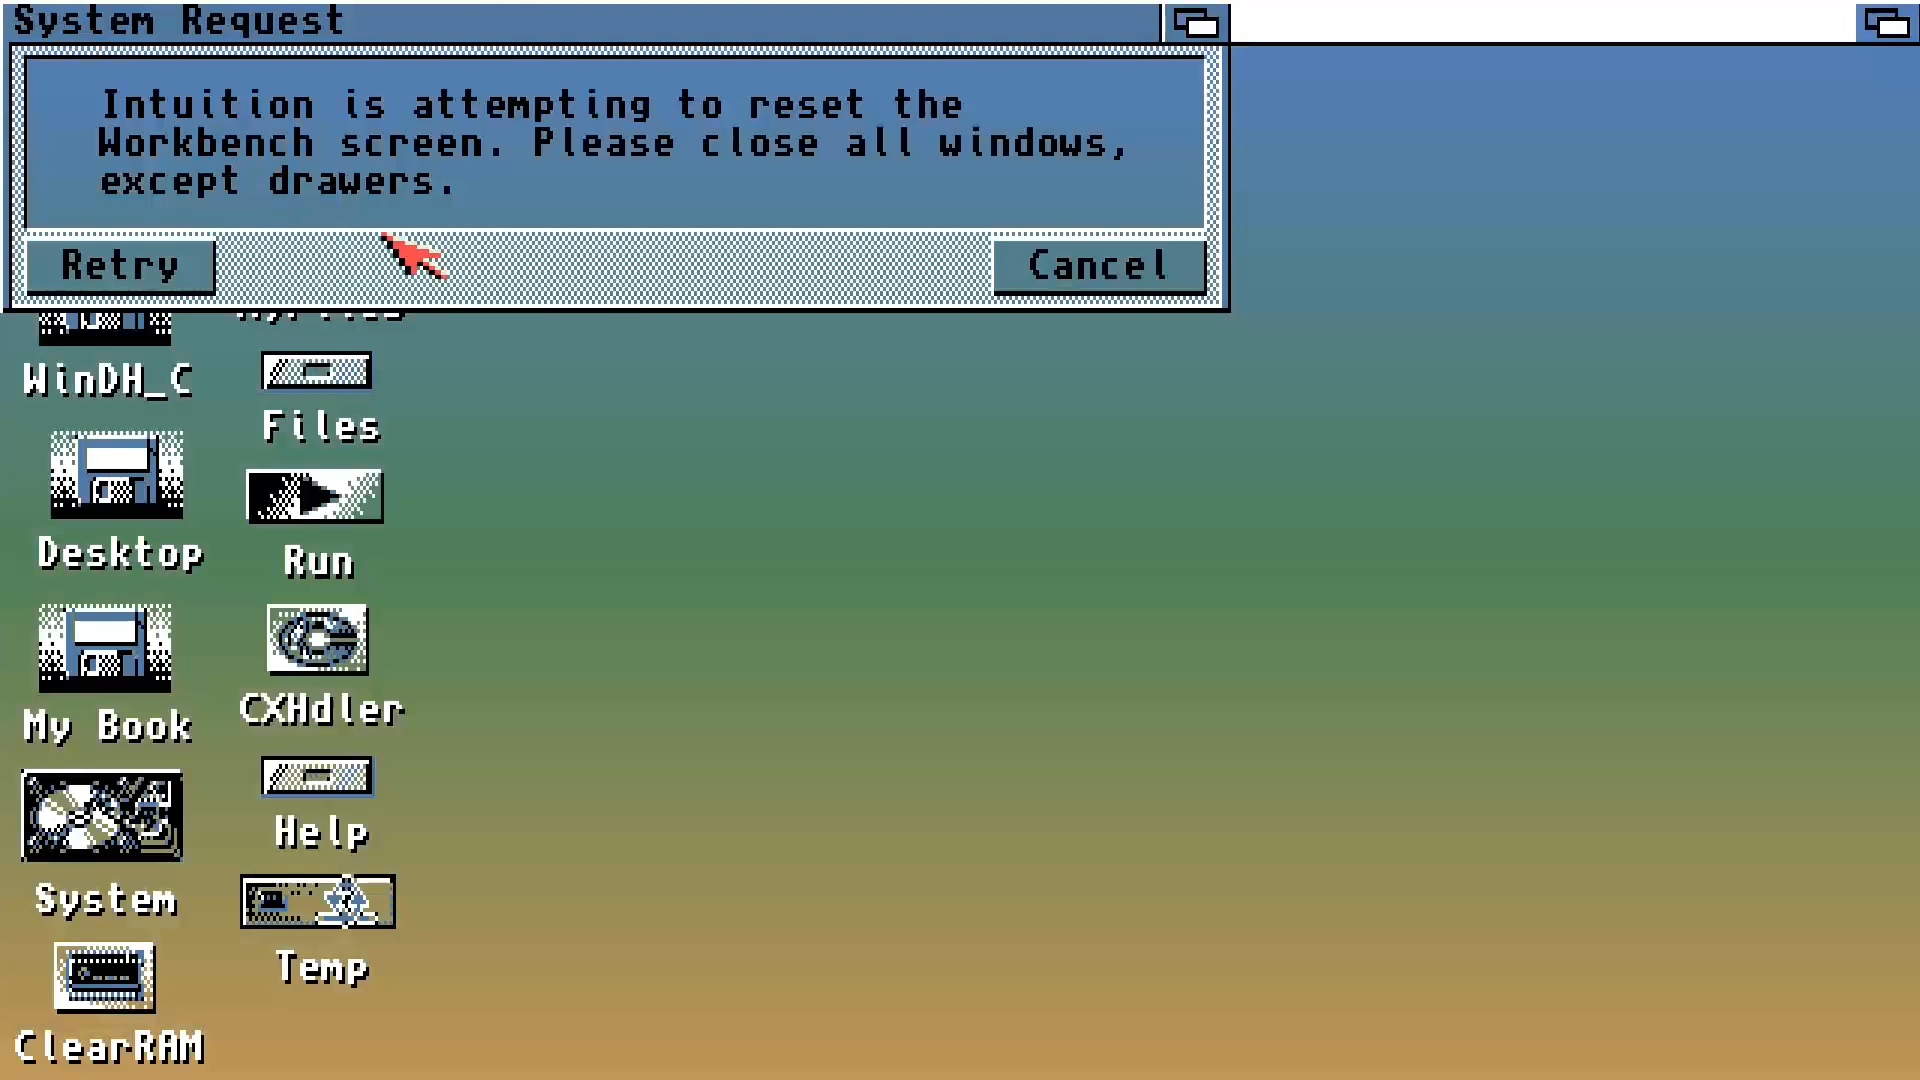 System Request
Intuition is attempting to reset the
Workbench screen. Please close all windows,
except drawers.
Retry
Cancel
WinDH_C
Files
Desktop
Run
My Book
CXHdler
Help
System
Temp
ClearRAM